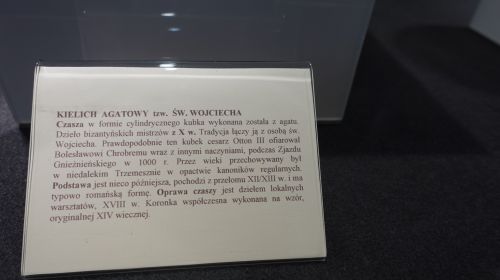 KIELICH AGATOWY tzw. ŚW. WOJCIECHA
Czasza w formie cylindrycznego kubka wykonana została z agatu.
Dzieło bizantyńskich mistrzów z X w. Tradycja łączy ją z osobą św.
Wojciecha. Prawdopodobnie ten kubek cesarz Otton III ofiarował
Bolesławowi Chrobremu wraz z innymi naczyniami, podczas Zjazdu
Gnieźnieńskiego w 1000 r. Przez wieki przechowywany był
w niedalekim Trzemesznie w opactwie kanoników regularnych.
Podstawa jest nieco późniejsza, pochodzi z przełomu XII/XIII w. i ma
typowo romańską formę. Oprawa czaszy jest dziełem lokalnych
warsztatów, XVIII w. Koronka współczesna wykonana na wzór,
oryginalnej XIV wiecznej.